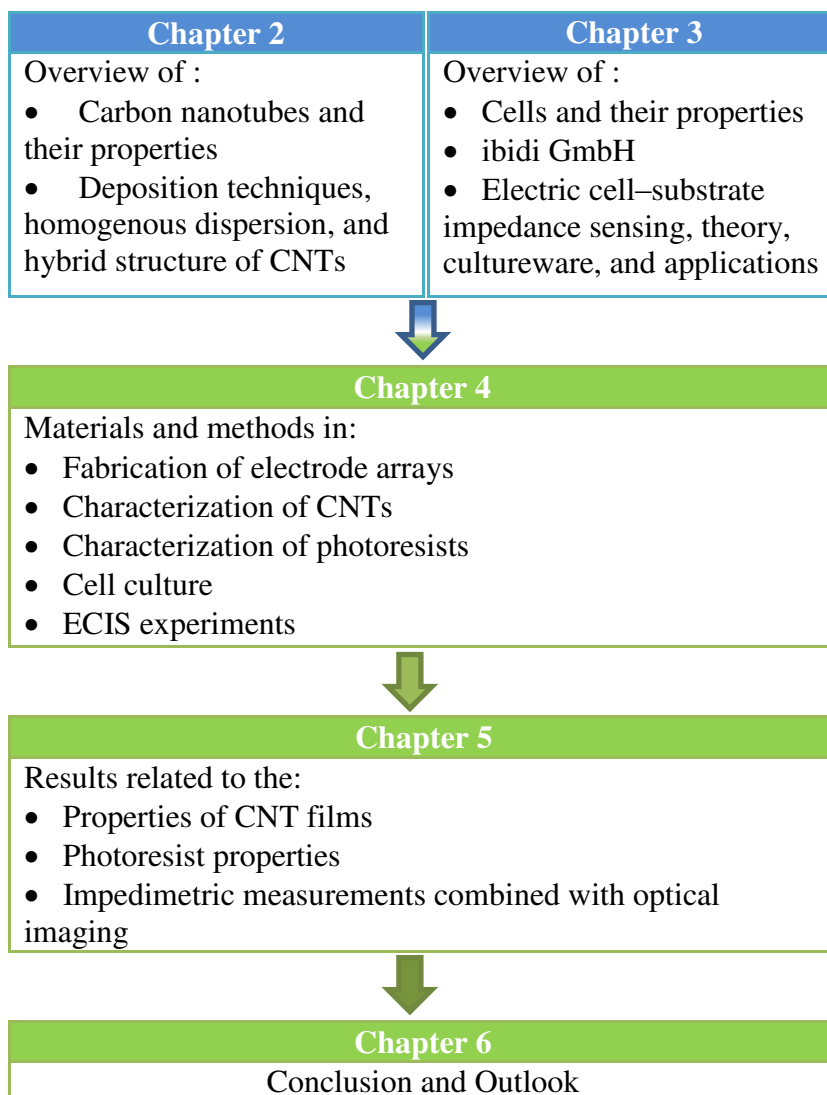 Chapter 2
Overview of :
• Carbon nanotubes and
their properties
• Deposition techniques,
homogenous dispersion, and
hybrid structure of CNTs
Chapter 3
Overview of :
• Cells and their properties
• ibidi GmbH
• Electric cell–substrate
impedance sensing, theory,
cultureware, and applications
Chapter 4
Materials and methods in:
• Fabrication of electrode arrays
• Characterization of CNTs
• Characterization of photoresists
• Cell culture
• ECIS experiments
Chapter 5
Results related to the:
• Properties of CNT films
• Photoresist properties
• Impedimetric measurements combined with optical
imaging
Chapter 6
Conclusion and Outlook